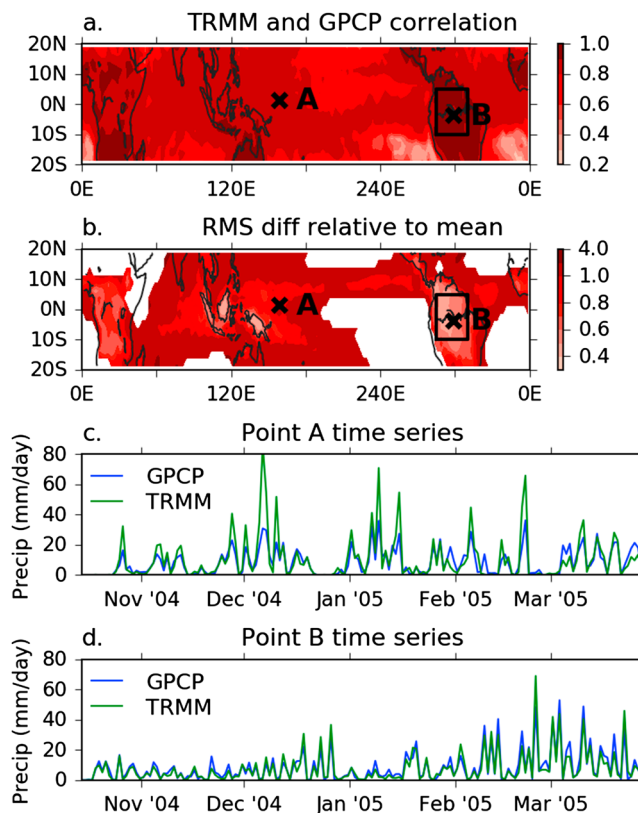 a. TRMM and GPCP correlation
20N
10N
0N
10S
20S
A
B
0E 120E 240E 0E
1.0
0.8
0.6
0.4
0.2
b. RMS diff relative to mean
20N
10N
0N
10S
20S
A
B
0E 120E 240E 0E
4.0
1.0
0.8
0.6
0.4
c. Point A time series
Precip (mm/day)
80
60
40
20
0
GPCP
TRMM
Nov '04 Dec '04 Jan '05 Feb '05 Mar '05
d. Point B time series
Precip (mm/day)
80
60
40
20
0
GPCP
TRMM
Nov '04 Dec '04 Jan '05 Feb '05 Mar '05